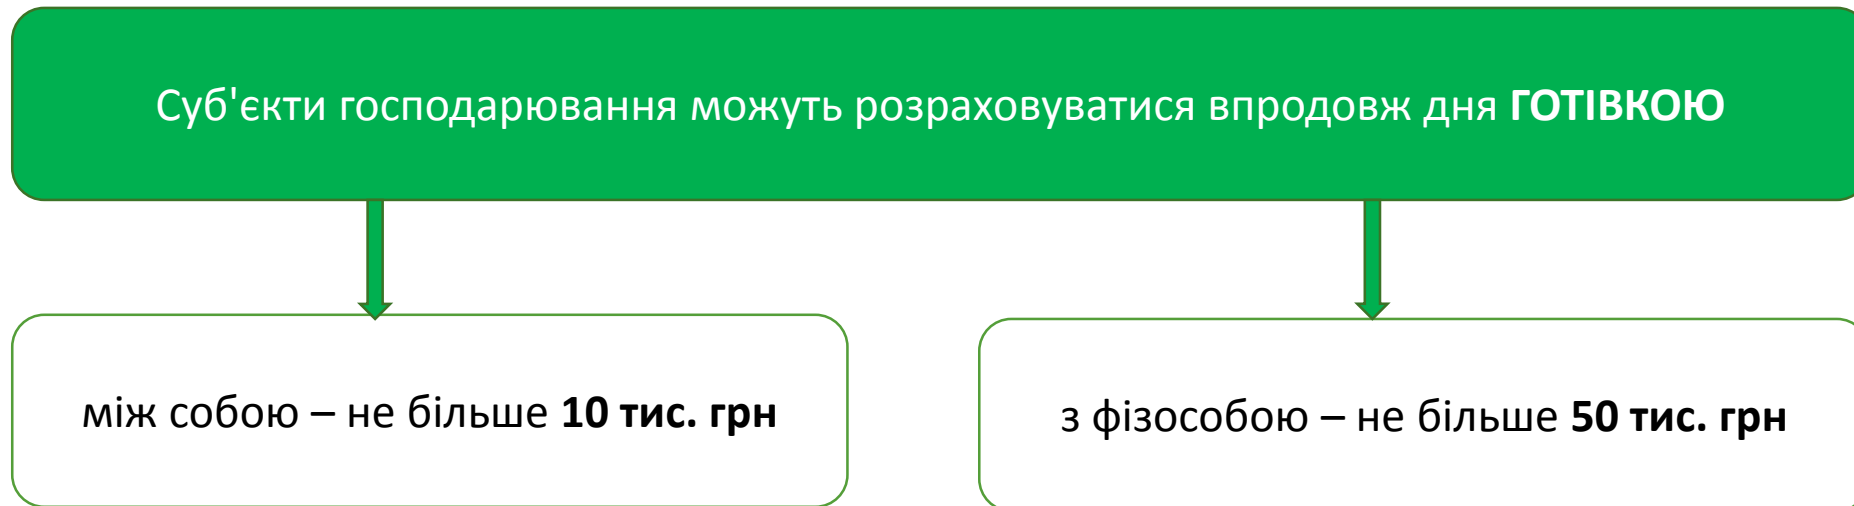 Суб'єкти господарювання можуть розраховуватися впродовж дня ГОТІВКОЮ
між собою – не більше 10 тис. грн
з фізособою – не більше 50 тис. грн